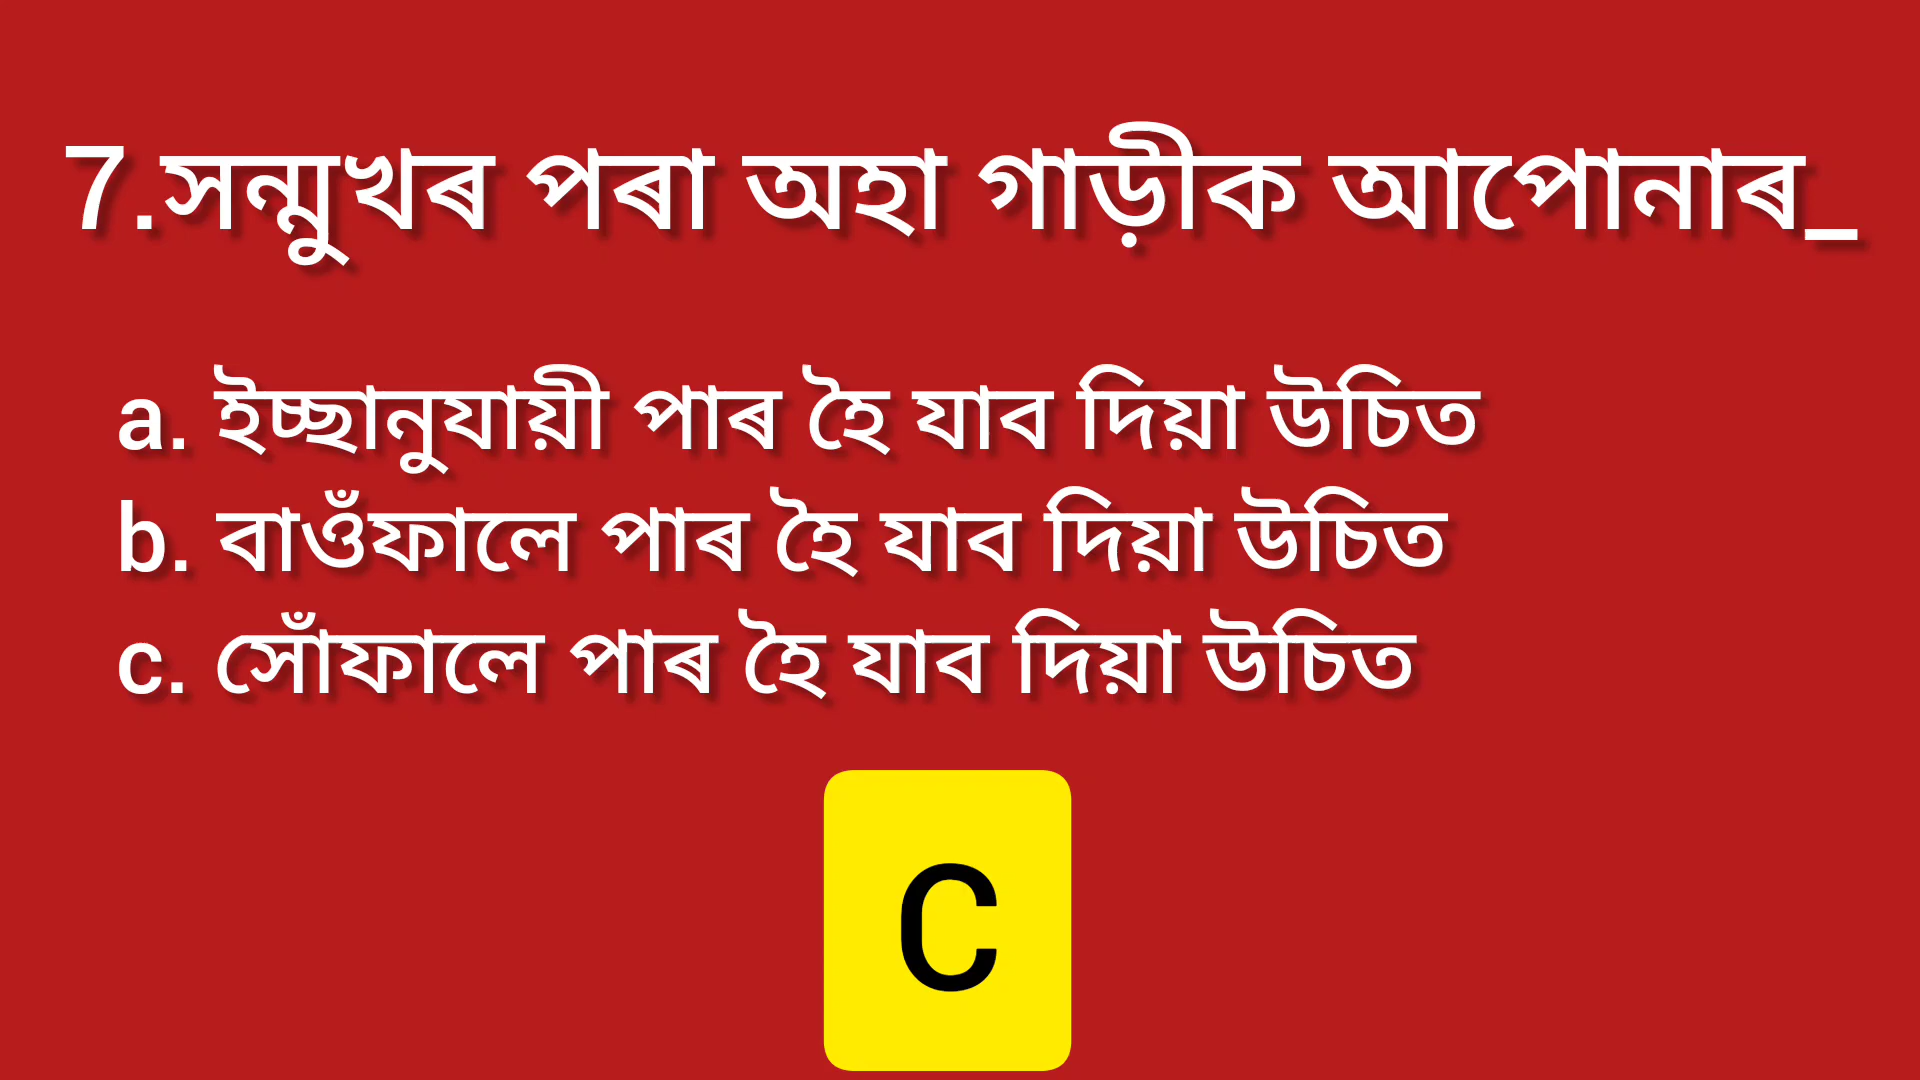 7.সন্মুখৰ পৰা অহা গাড়ীক আপোনাৰ_
a. ইচ্ছানুযায়ী পাৰ হৈ যাব দিয়া উচিত
b. বাওঁফালে পাৰ হৈ যাব দিয়া উচিত
c. সোঁফালে পাৰ হৈ যাব দিয়া উচিত
C